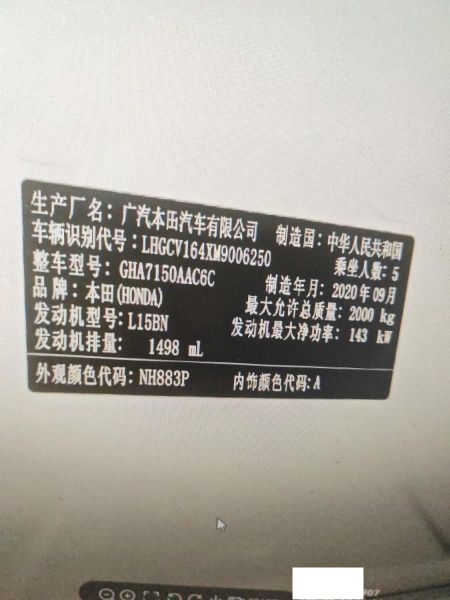 生产厂名：广汽本田汽车有限公司 制造国：中华人民共和国
车辆识别代号：LHGCV164XM9006250 乘坐人数：5
整车型号：GHA7150AAC6C 制造年月：2020年09月
品牌：本田(HONDA) 最大允许总质量：2000 kg
发动机型号：L15BN 发动机最大净功率：143 kW
发动机排量：1498 mL
外观颜色代码：NH883P 内饰颜色代码：A